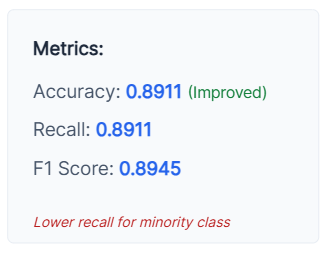 Metrics:
Accuracy: 0.8911 (Improved)
Recall: 0.8911
F1 Score: 0.8945
Lower recall for minority class